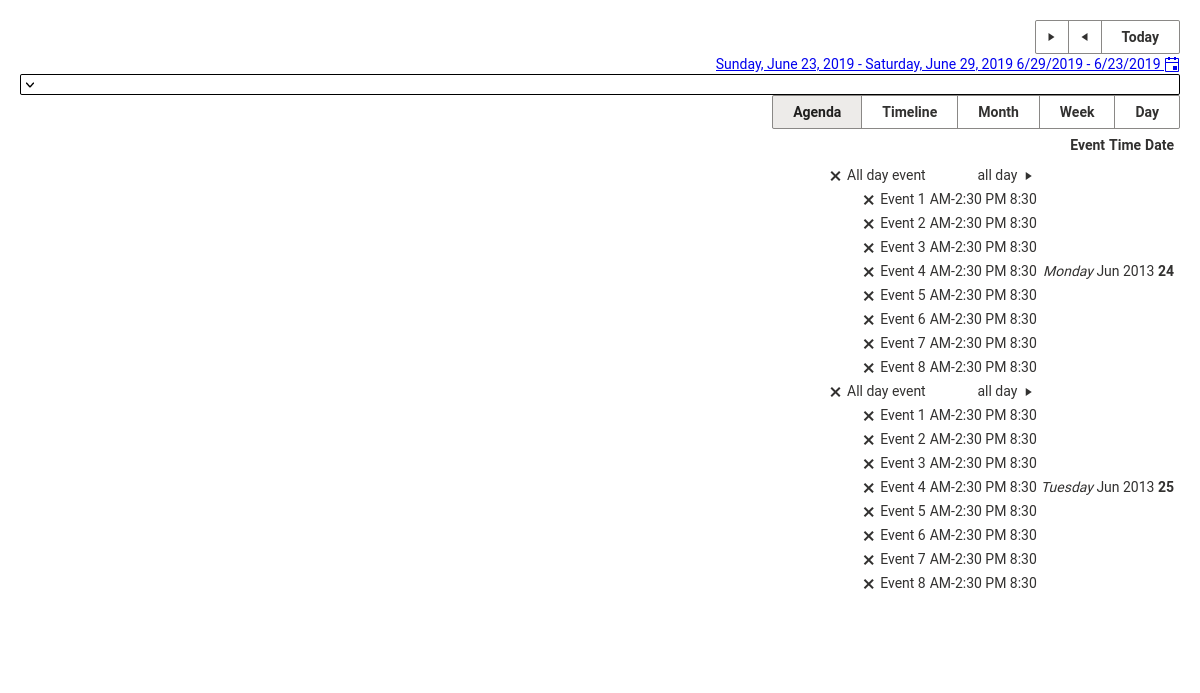 Today
Sunday, June 23, 2019 - Saturday, June 29, 2019 6/29/2019 - 6/23/2019
Agenda Timeline Month Week Day
Event Time Date
All day event all day
Event 1 AM-2:30 PM 8:30
Event 2 AM-2:30 PM 8:30
Event 3 AM-2:30 PM 8:30
Event 4 AM-2:30 PM 8:30 Monday Jun 2013 24
Event 5 AM-2:30 PM 8:30
Event 6 AM-2:30 PM 8:30
Event 7 AM-2:30 PM 8:30
Event 8 AM-2:30 PM 8:30
All day event all day
Event 1 AM-2:30 PM 8:30
Event 2 AM-2:30 PM 8:30
Event 3 AM-2:30 PM 8:30
Event 4 AM-2:30 PM 8:30 Tuesday Jun 2013 25
Event 5 AM-2:30 PM 8:30
Event 6 AM-2:30 PM 8:30
Event 7 AM-2:30 PM 8:30
Event 8 AM-2:30 PM 8:30